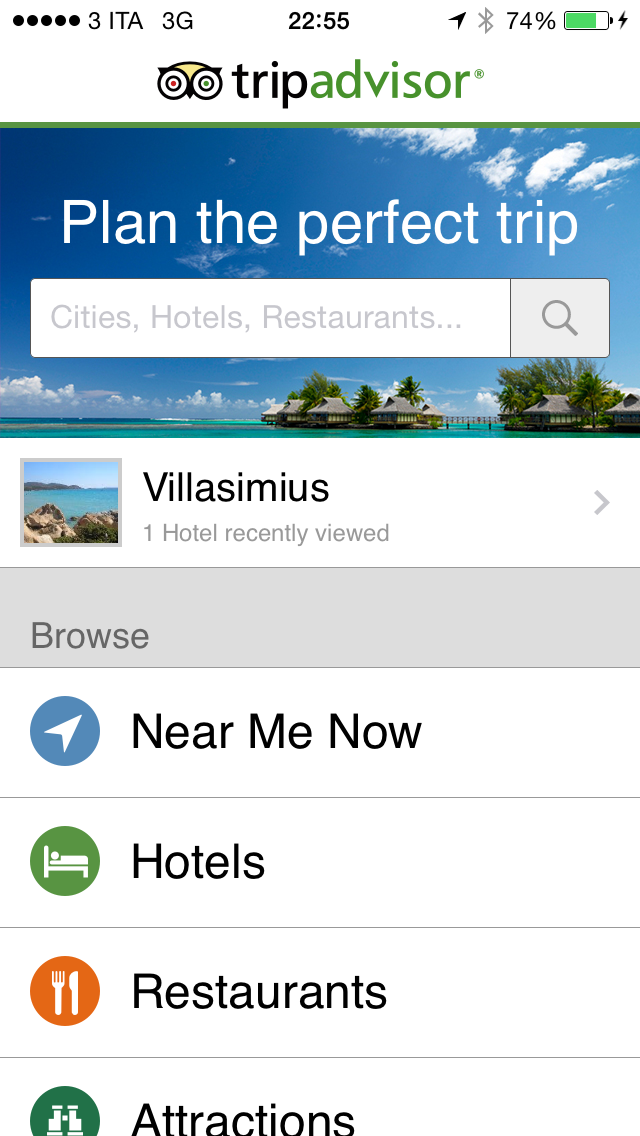 3 ITA 3G 22:55 74%
tripadvisor®
Plan the perfect trip
Cities, Hotels, Restaurants...
Villasimius
1 Hotel recently viewed
Browse
Near Me Now
Hotels
Restaurants
Attractions